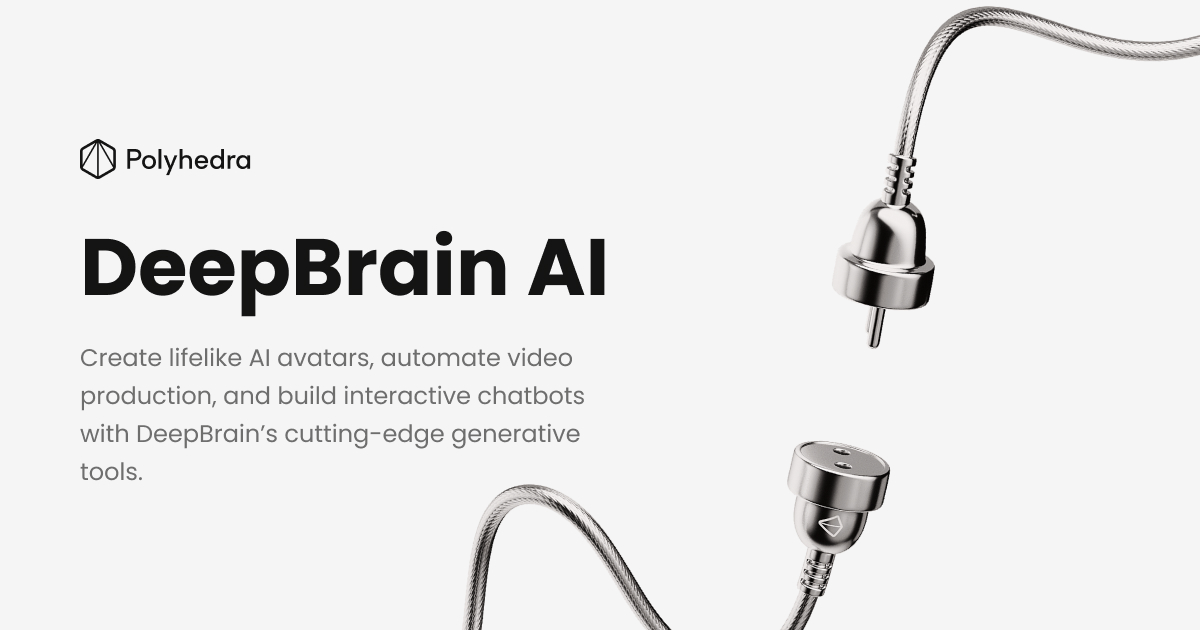 Polyhedra
DeepBrain AI
Create lifelike AI avatars, automate video
production, and build interactive chatbots
with DeepBrain’s cutting-edge generative
tools.